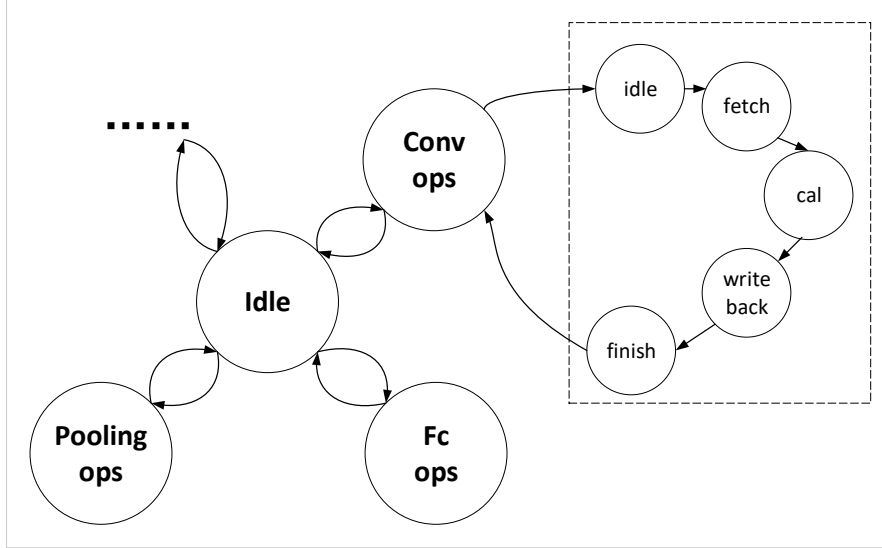 ......
Conv
ops
idle
fetch
cal
write
back
finish
Idle
Pooling
ops
Fc
ops